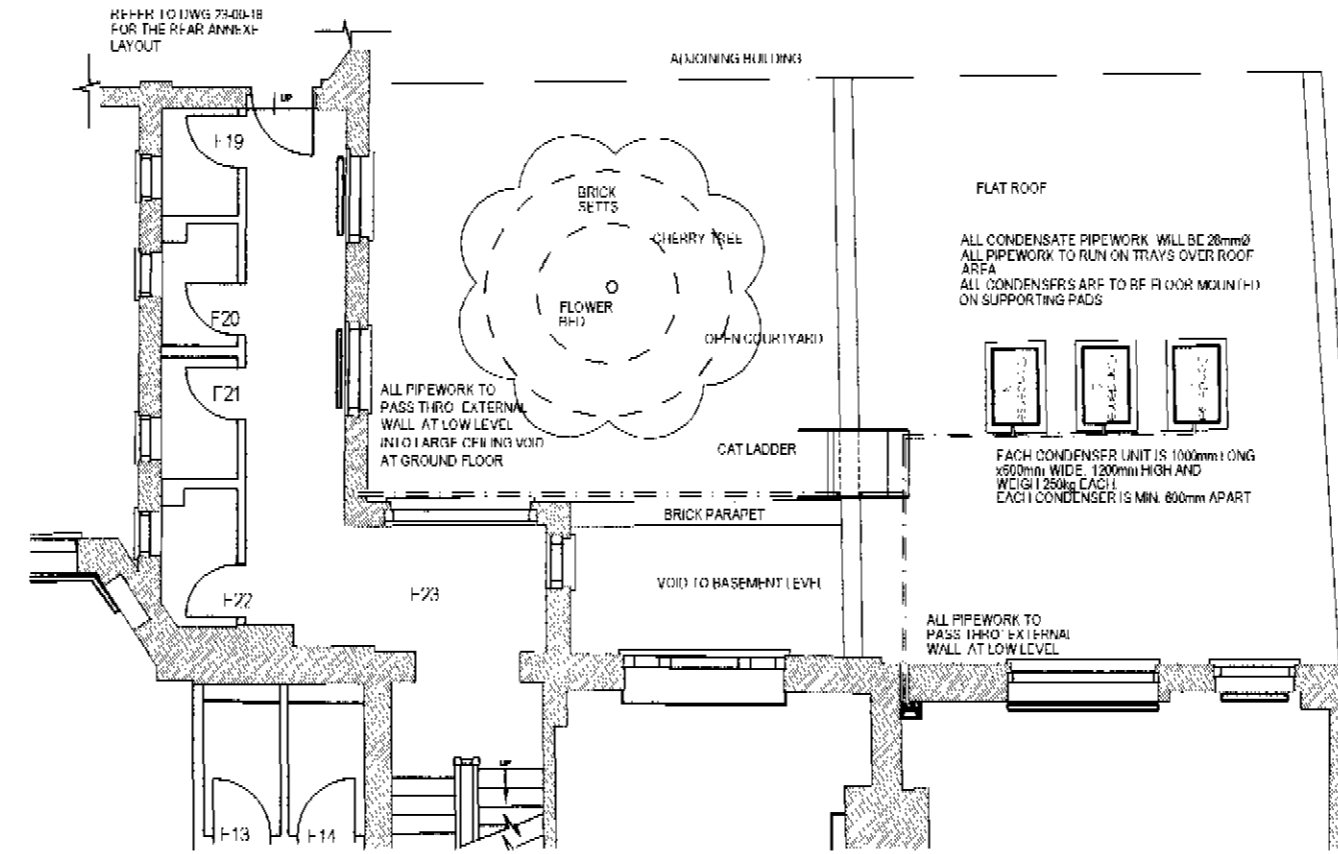 REFER TO DWG 23-00-18
FOR THE REAR ANNEXE
LAYOUT
ADJOINING BUILDING
UP
F19
BRICK
SETTS
CHERRY TREE
FLAT ROOF
ALL CONDENSATE PIPEWORK WILL BE 28mmØ
ALL PIPEWORK TO RUN ON TRAYS OVER ROOF
AREA
ALL CONDENSERS ARE TO BE FLOOR MOUNTED
ON SUPPORTING PADS
F20
FLOWER
BED
OPEN COURTYARD
F21
ALL PIPEWORK TO
PASS THRO' EXTERNAL
WALL AT LOW LEVEL
INTO LARGE CEILING VOID
AT GROUND FLOOR
CAT LADDER
EACH CONDENSER UNIT IS 1000mm LONG
x600mm WIDE, 1200mm HIGH AND
WEIGH 250kg EACH.
EACH CONDENSER IS MIN. 600mm APART
BRICK PARAPET
VOID TO BASEMENT LEVEL
F22
F23
ALL PIPEWORK TO
PASS THRO' EXTERNAL
WALL AT LOW LEVEL
UP
F13
F14